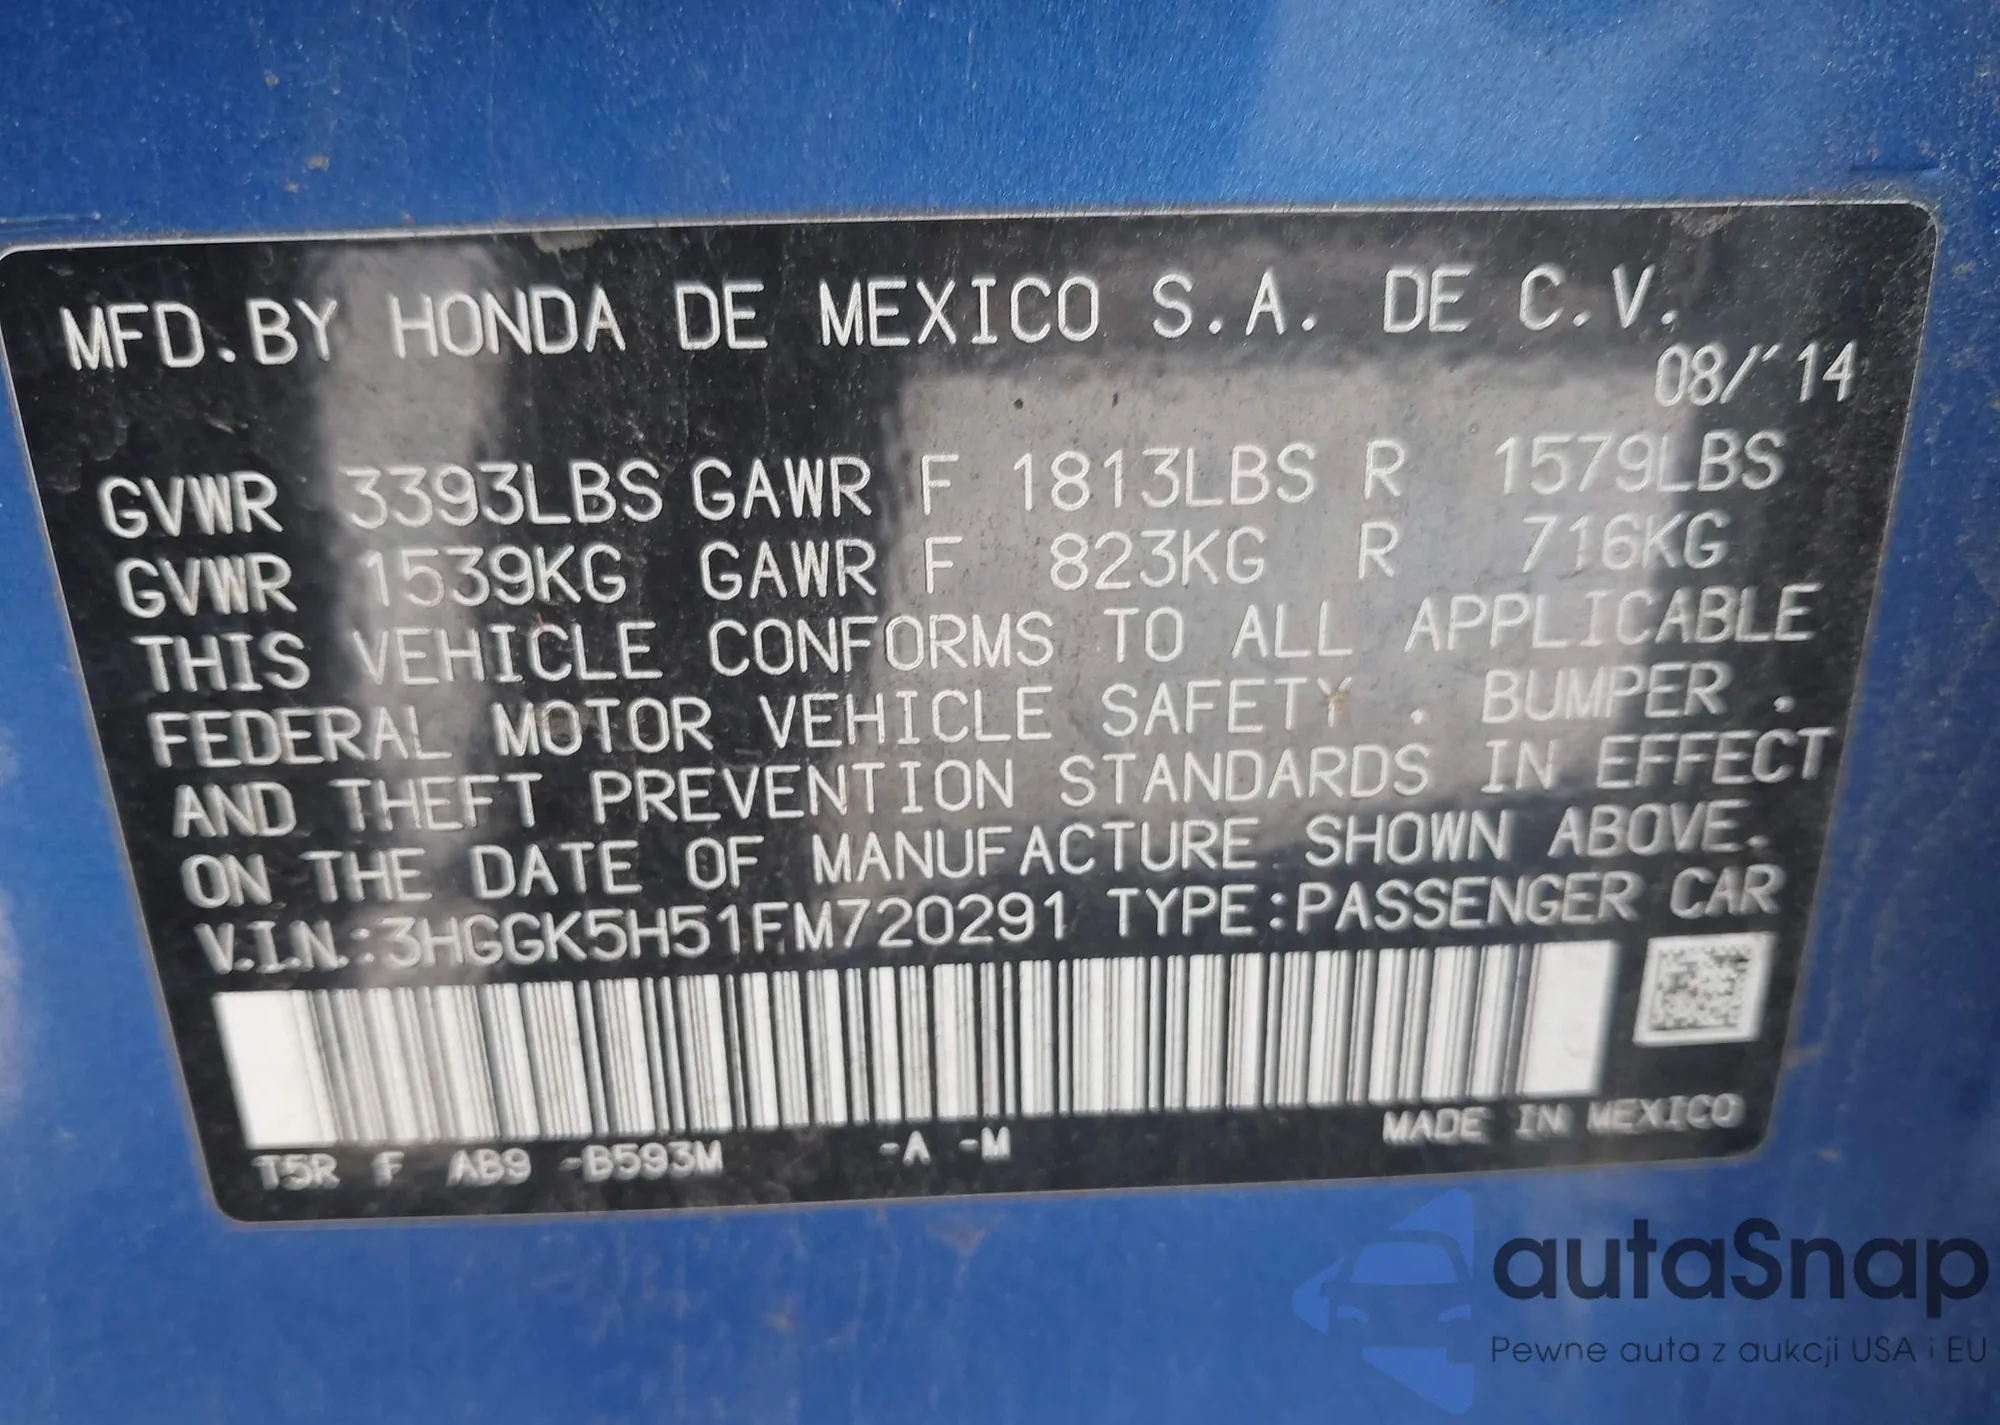 MFD.BY HONDA DE MEXICO S.A. DE C.V.
08/'14
GVWR 3393LBS GAWR F 1813LBS R 1579LBS
GVWR 1539KG GAWR F 823KG R 716KG
THIS VEHICLE CONFORMS TO ALL APPLICABLE
FEDERAL MOTOR VEHICLE SAFETY . BUMPER .
AND THEFT PREVENTION STANDARDS IN EFFECT
ON THE DATE OF MANUFACTURE SHOWN ABOVE.
V.I.N.:3HGGK5H51FM720291 TYPE:PASSENGER CAR
MADE IN MEXICO
T5R F AB9 -B593M -A -M
autaSnap
Pewne auta z aukcji USA i EU